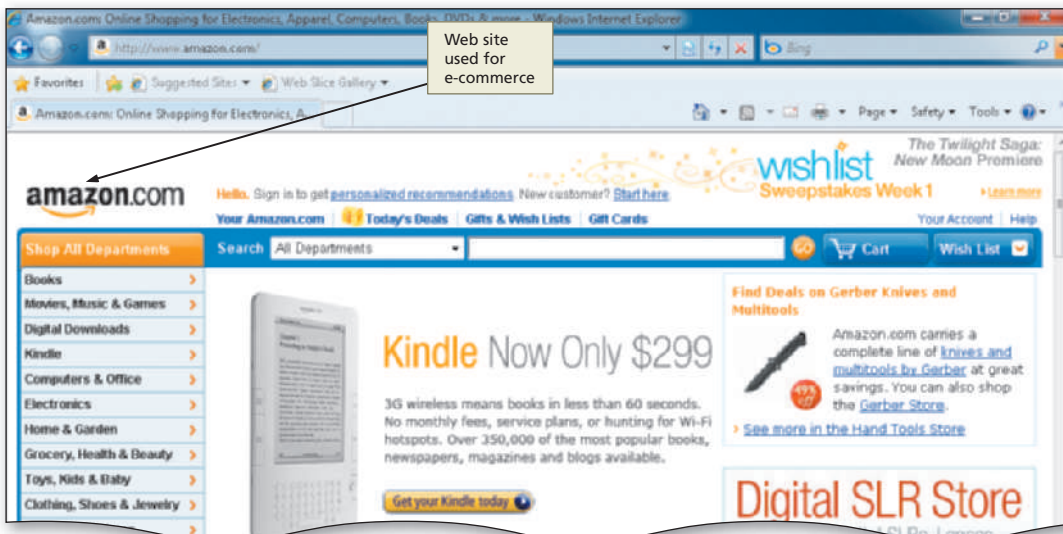 Amazon.com: Online Shopping for Electronics, Apparel, Computers, Books, DVDs & more - Windows Internet Explorer
http://www.amazon.com/
Bing
Web site
used for
e-commerce
Favorites Suggested Sites Web Slice Gallery
Amazon.com: Online Shopping for Electronics, A...
Page Safety Tools
amazon.com
Hello. Sign in to get personalized recommendations. New customer? Start here.
wishlist
Sweepstakes Week 1
The Twilight Saga:
New Moon Premiere
Learn more
Your Amazon.com Today's Deals Gifts & Wish Lists Gift Cards
Your Account Help
Shop All Departments
Search All Departments GO Cart Wish List
Books
Movies, Music & Games
Digital Downloads
Kindle
Computers & Office
Electronics
Home & Garden
Grocery, Health & Beauty
Toys, Kids & Baby
Clothing, Shoes & Jewelry
Kindle Now Only $299
3G wireless means books in less than 60 seconds.
No monthly fees, service plans, or hunting for Wi-Fi
hotspots. Over 350,000 of the most popular books,
newspapers, magazines and blogs available.
Get your Kindle today
Find Deals on Gerber Knives and
Multitools
Amazon.com carries a
complete line of knives and
multitools by Gerber at great
savings. You can also shop
the Gerber Store.
49% off
See more in the Hand Tools Store
Digital SLR Store